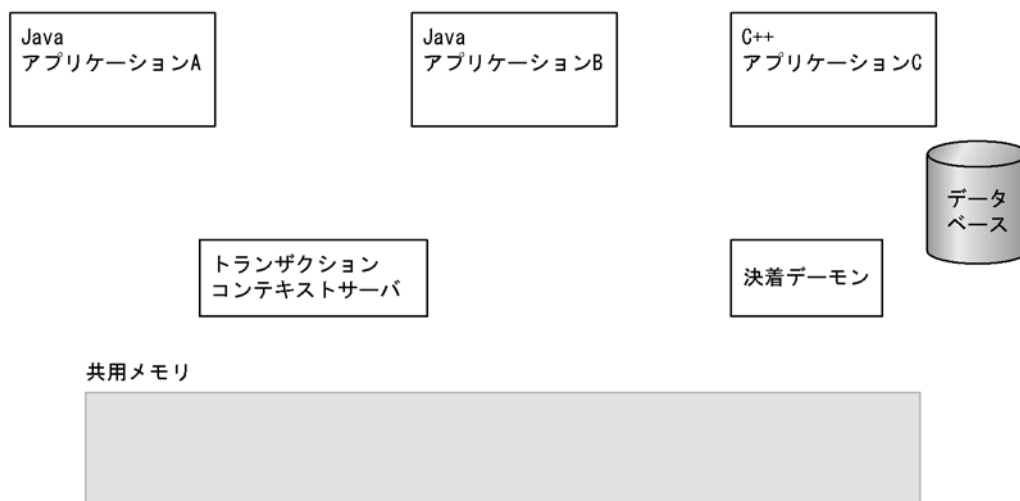 Java
アプリケーションA
Java
アプリケーションB
C++
アプリケーションC
データ
ベース
トランザクション
コンテキストサーバ
決着デーモン
共用メモリ